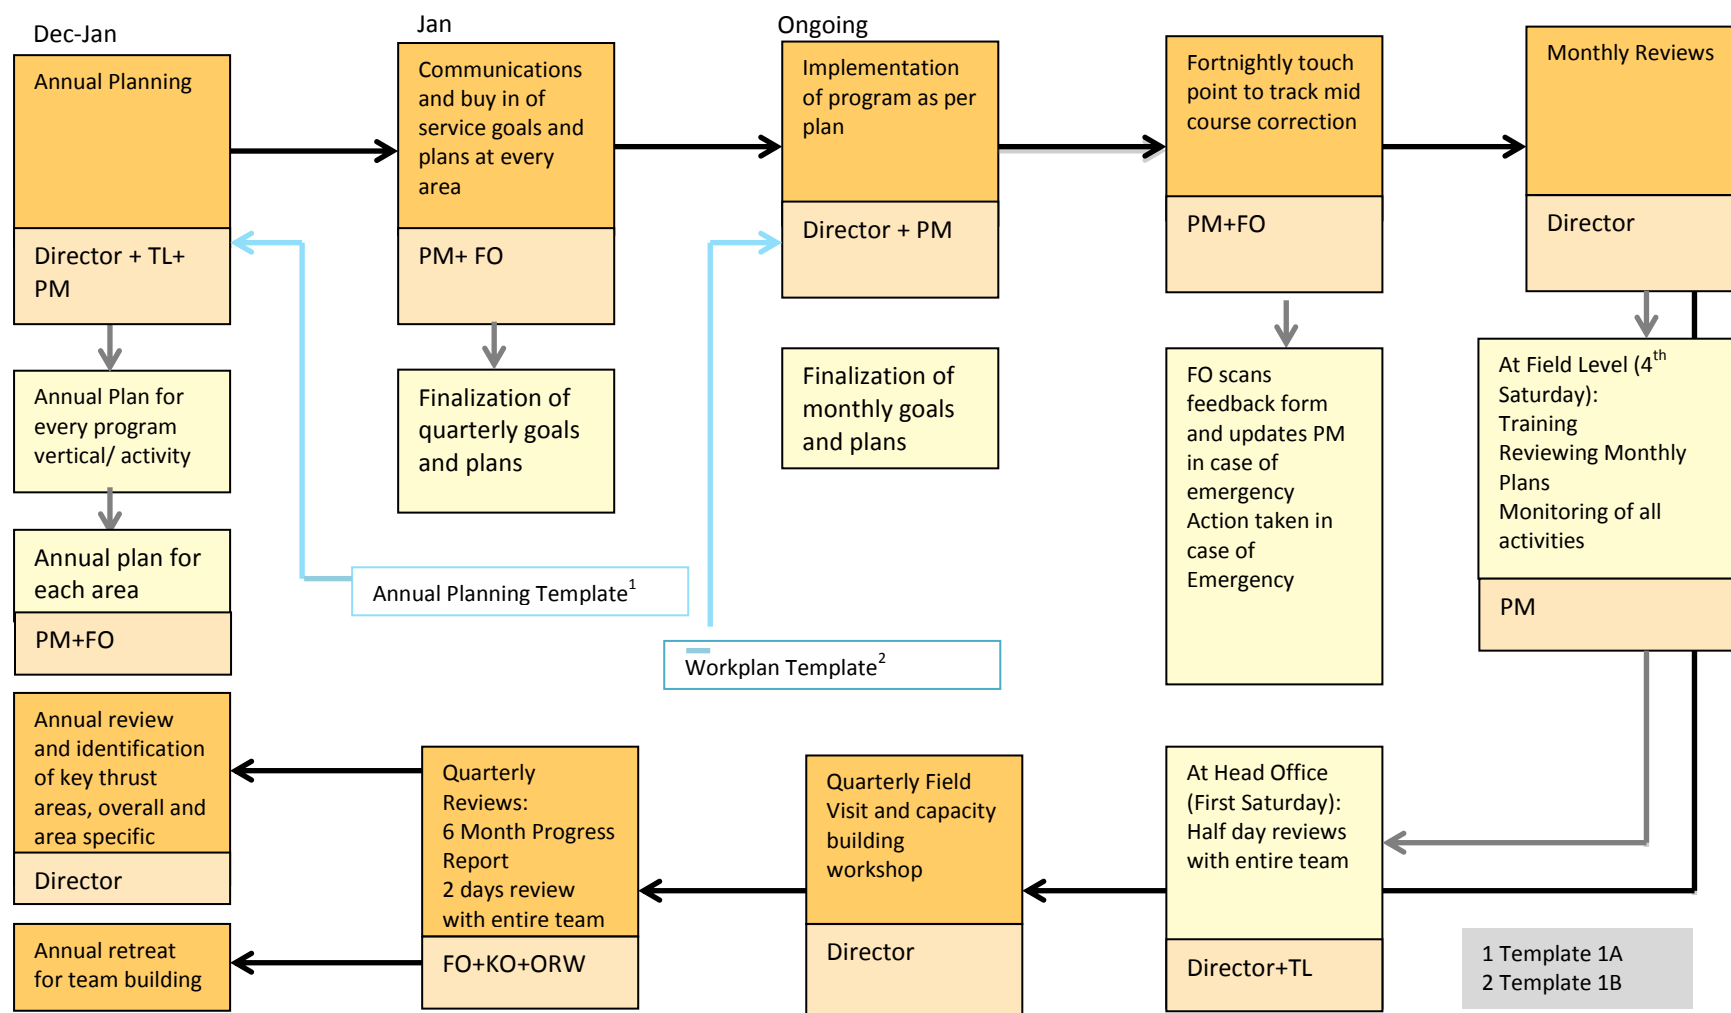 Dec-Jan
Jan
Ongoing
Annual Planning
Director + TL+
PM
Communications
and buy in of
service goals and
plans at every
area
PM+ FO
Implementation
of program as per
plan
Director + PM
Fortnightly touch
point to track mid
course correction
PM+FO
Monthly Reviews
Director
Annual Plan for
every program
vertical/ activity
Annual plan for
each area
PM+FO
Finalization of
quarterly goals
and plans
Finalization of
monthly goals
and plans
FO scans
feedback form
and updates PM
in case of
emergency
Action taken in
case of
Emergency
At Field Level (4th
Saturday):
Training
Reviewing Monthly
Plans
Monitoring of all
activities
PM
Annual Planning Template1
Workplan Template2
Annual review
and identification
of key thrust
areas, overall and
area specific
Director
Annual retreat
for team building
Quarterly
Reviews:
6 Month Progress
Report
2 days review
with entire team
FO+KO+ORW
Quarterly Field
Visit and capacity
building
workshop
Director
At Head Office
(First Saturday):
Half day reviews
with entire team
Director+TL
1 Template 1A
2 Template 1B